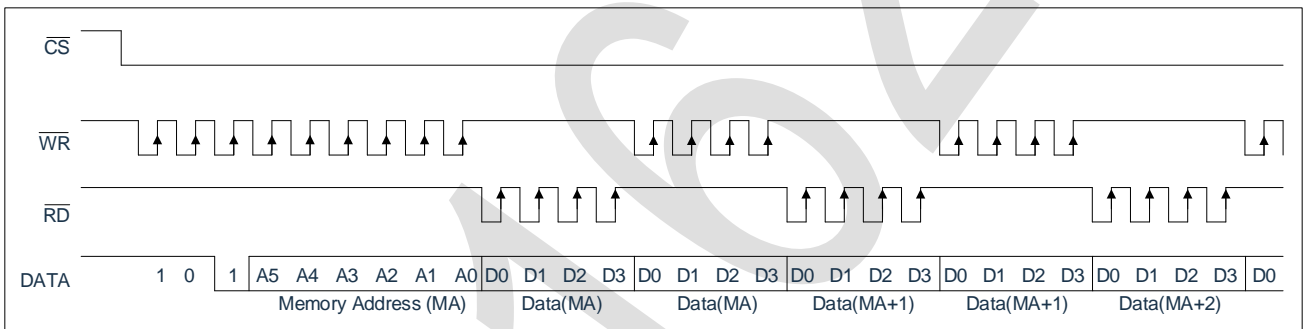 CS
WR
RD
DATA 1 0 1 A5 A4 A3 A2 A1 A0 D0 D1 D2 D3 D0 D1 D2 D3 D0 D1 D2 D3 D0 D1 D2 D3 D0 D1 D2 D3 D0
Memory Address (MA) Data(MA) Data(MA) Data(MA+1) Data(MA+1) Data(MA+2)